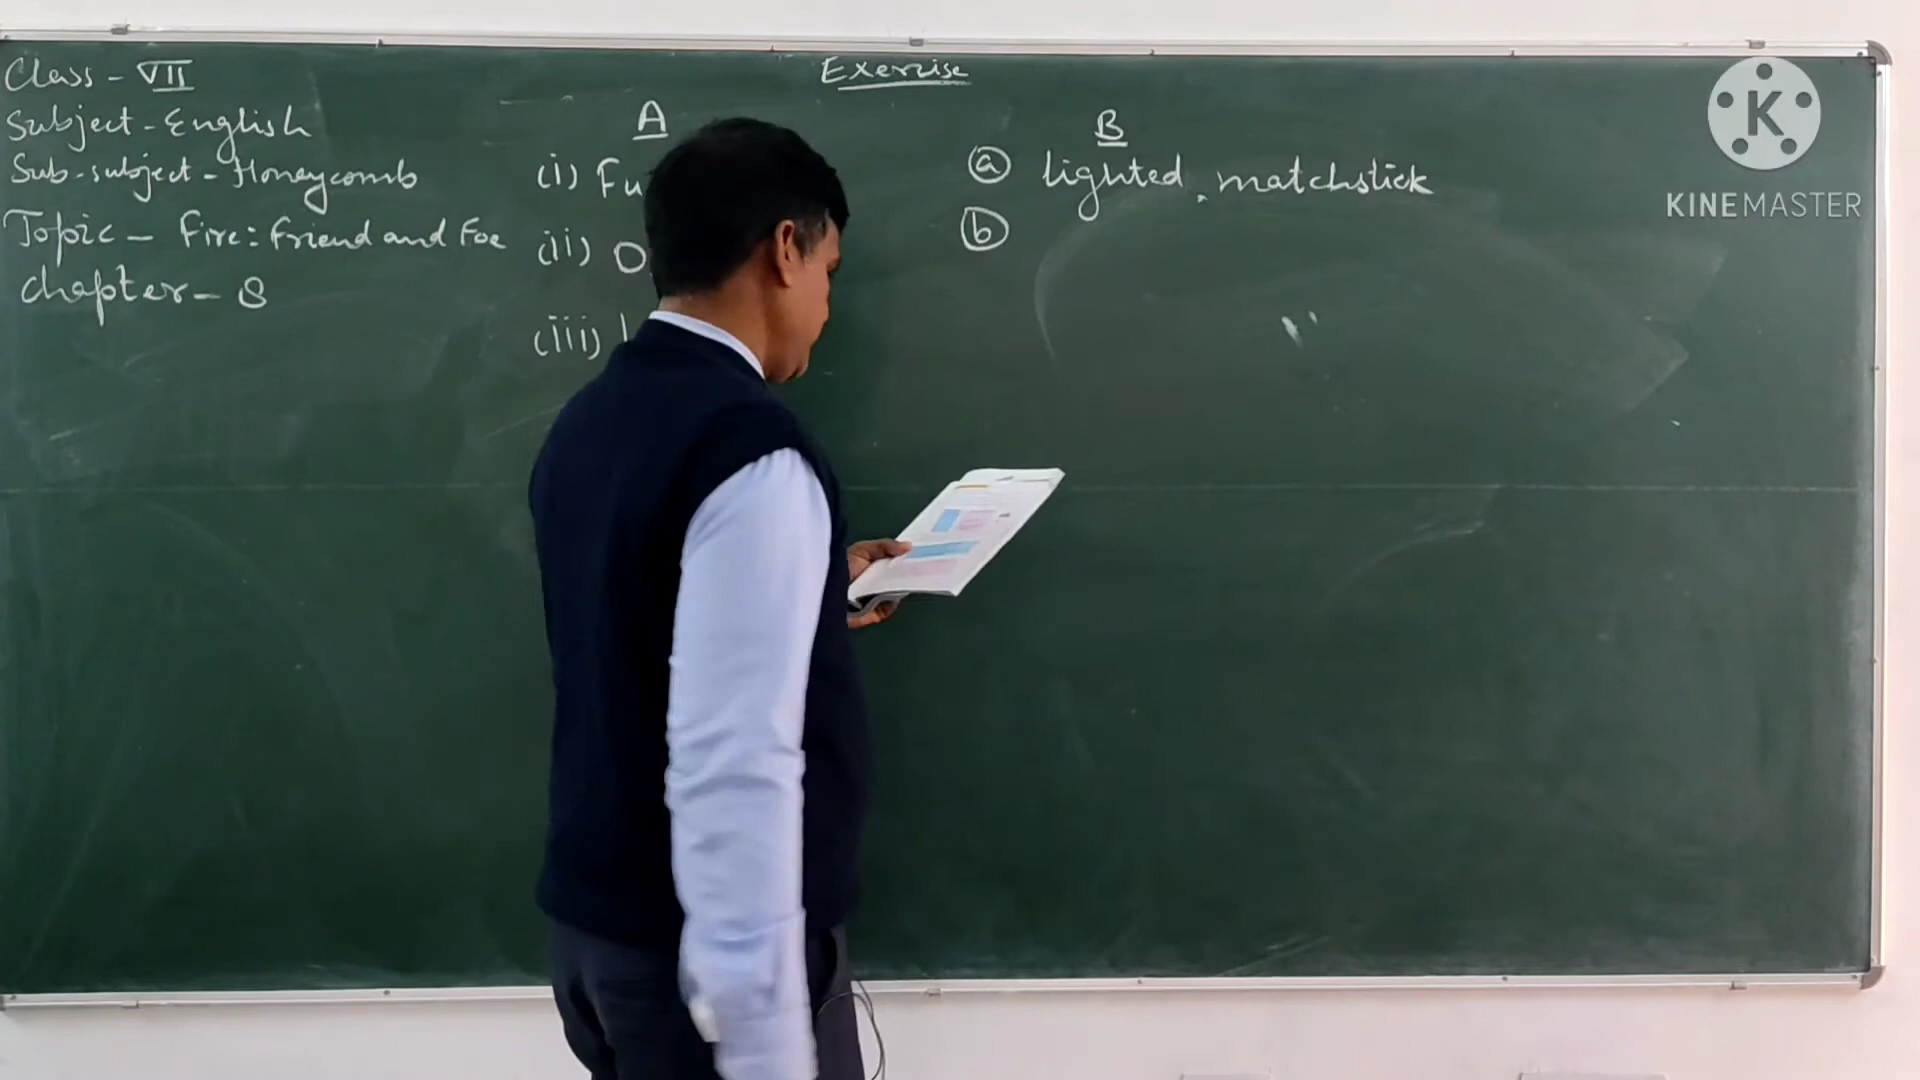 Class - VII
Subject - English
Sub-subject - Honeycomb
Topic - Fire: Friend and Foe
Chapter - 8
Exercise
A
(i) Fu
(ii) O
(iii)
B
(a) lighted matchstick
(b)
K
KINEMASTER